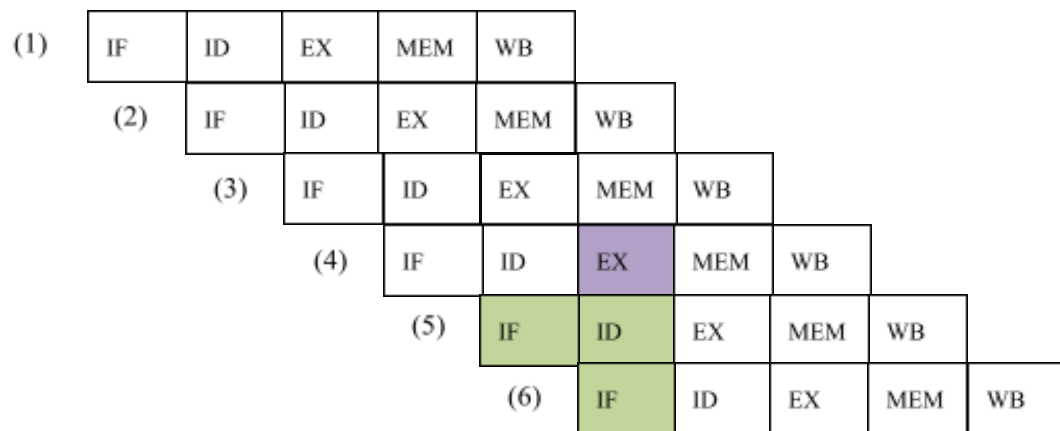 (1) IF ID EX MEM WB
(2) IF ID EX MEM WB
(3) IF ID EX MEM WB
(4) IF ID EX MEM WB
(5) IF ID EX MEM WB
(6) IF ID EX MEM WB